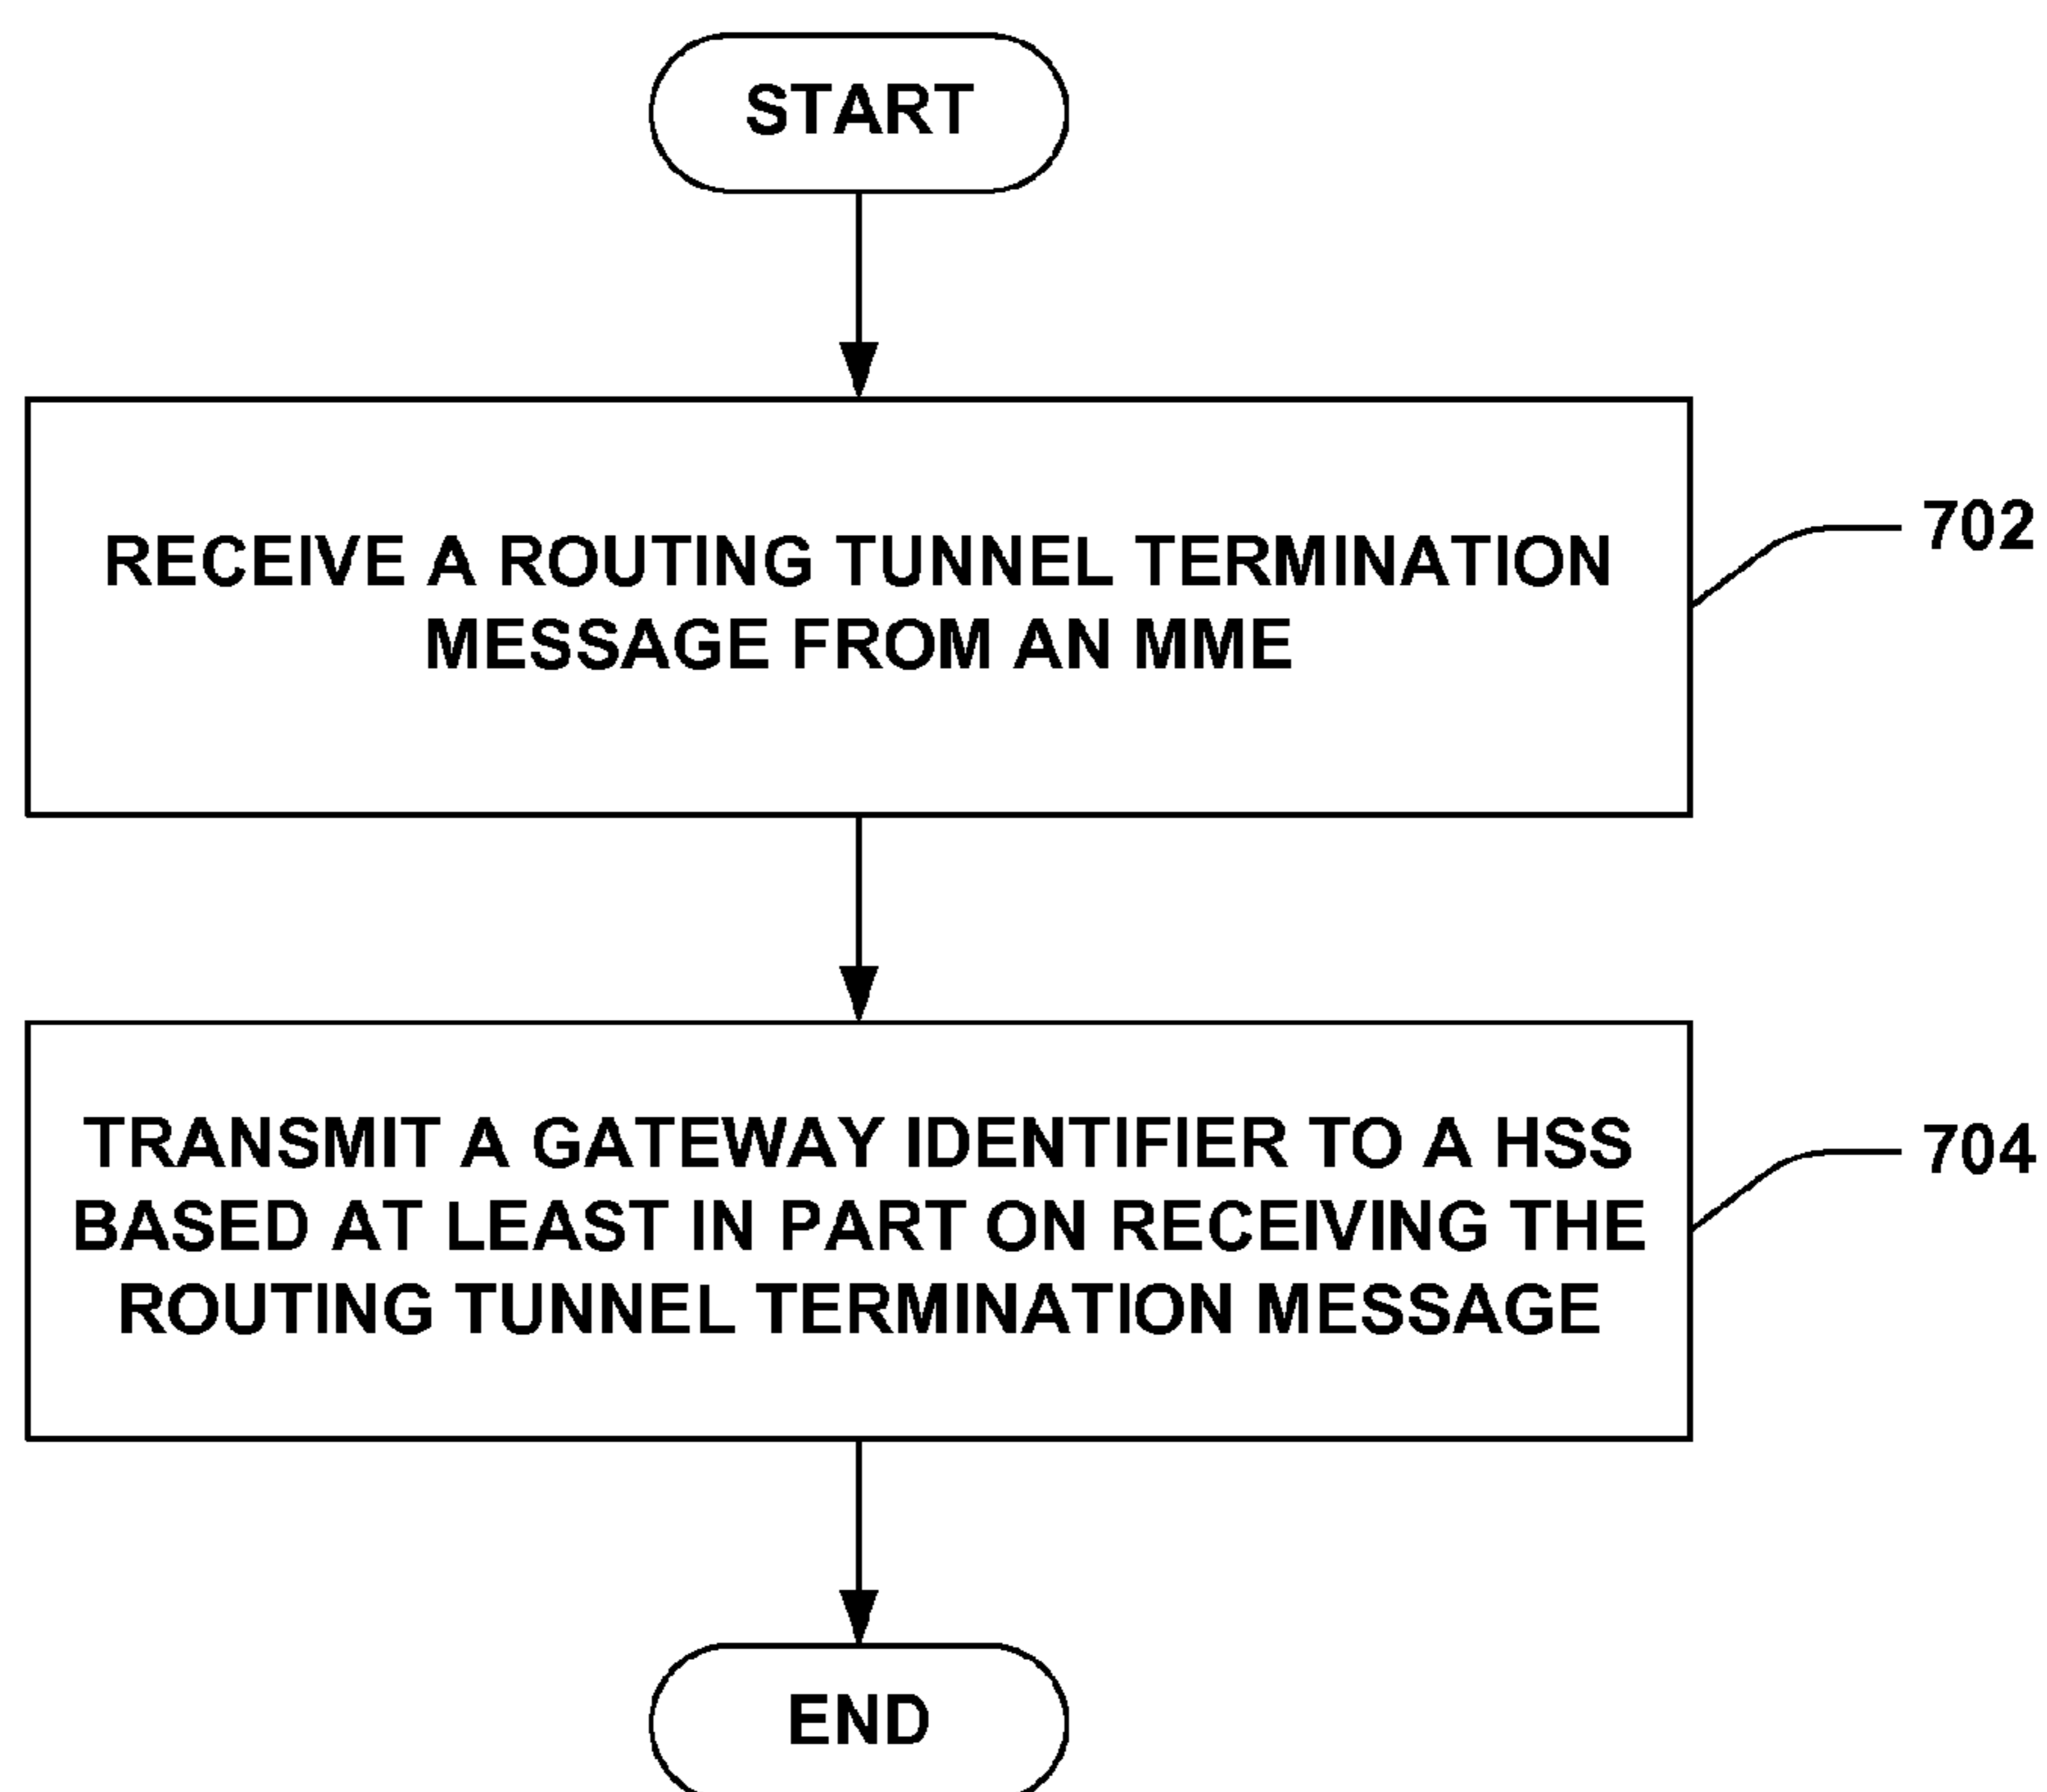 START
RECEIVE A ROUTING TUNNEL TERMINATION
MESSAGE FROM AN MME
702
TRANSMIT A GATEWAY IDENTIFIER TO A HSS
BASED AT LEAST IN PART ON RECEIVING THE
ROUTING TUNNEL TERMINATION MESSAGE
704
END